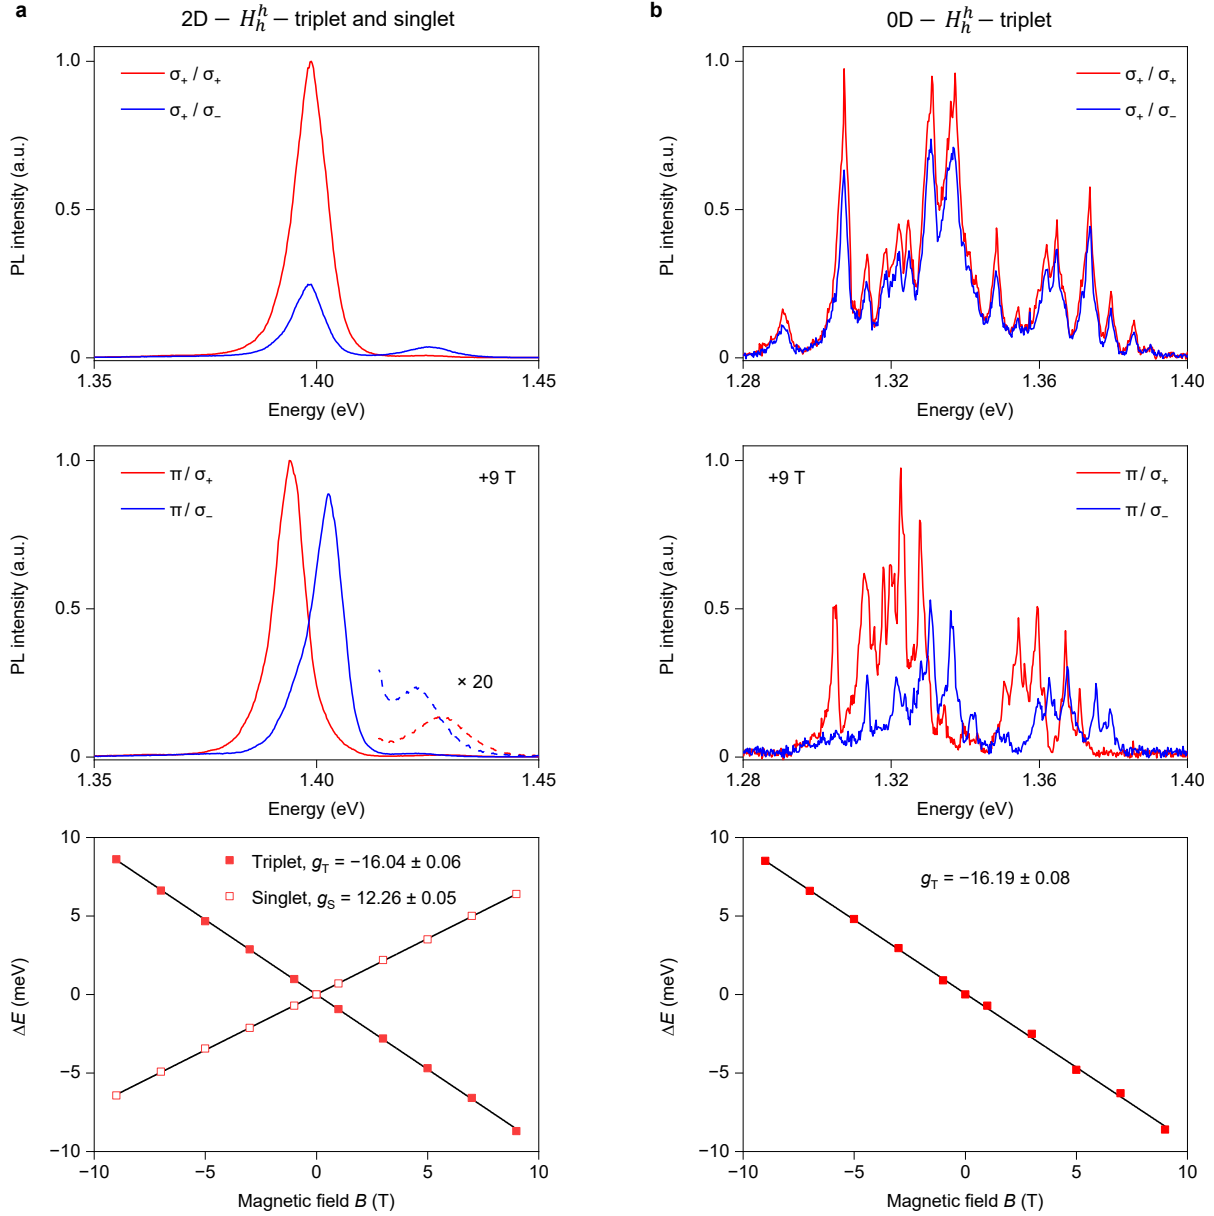 a
2D − H_h^h − triplet and singlet
1.0
0.5
0
PL intensity (a.u.)
σ₊ / σ₊
σ₊ / σ₋
1.35
1.40
1.45
Energy (eV)
1.0
0.5
0
PL intensity (a.u.)
π / σ₊
π / σ₋
+9 T
× 20
1.35
1.40
1.45
Energy (eV)
10
5
0
−5
−10
ΔE (meV)
Triplet, g_T = −16.04 ± 0.06
Singlet, g_S = 12.26 ± 0.05
−10
−5
0
5
10
Magnetic field B (T)
b
0D − H_h^h − triplet
1.0
0.5
0
PL intensity (a.u.)
σ₊ / σ₊
σ₊ / σ₋
1.28
1.32
1.36
1.40
Energy (eV)
1.0
0.5
0
PL intensity (a.u.)
+9 T
π / σ₊
π / σ₋
1.28
1.32
1.36
1.40
Energy (eV)
10
5
0
−5
−10
ΔE (meV)
g_T = −16.19 ± 0.08
−10
−5
0
5
10
Magnetic field B (T)